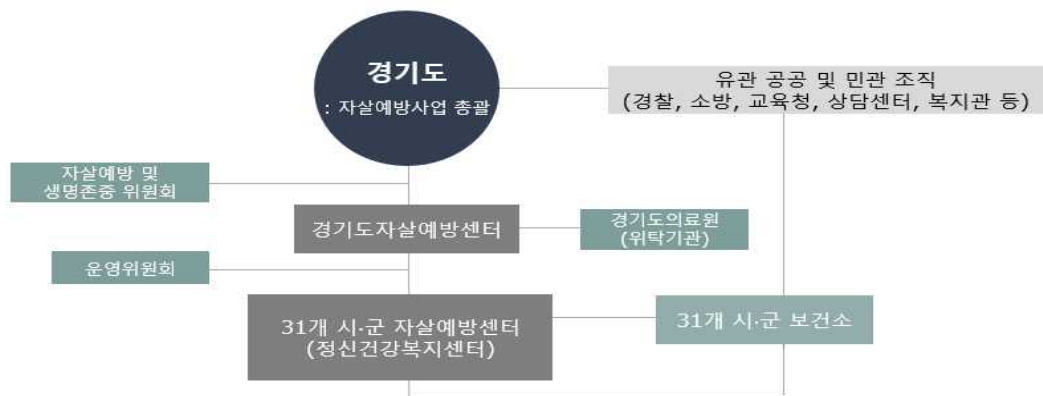 경기도
: 자살예방사업 총괄
유관 공공 및 민관 조직
(경찰, 소방, 교육청, 상담센터, 복지관 등)
자살예방 및
생명존중 위원회
경기도자살예방센터
경기도의료원
(위탁기관)
운영위원회
31개 시·군 자살예방센터
(정신건강복지센터)
31개 시·군 보건소